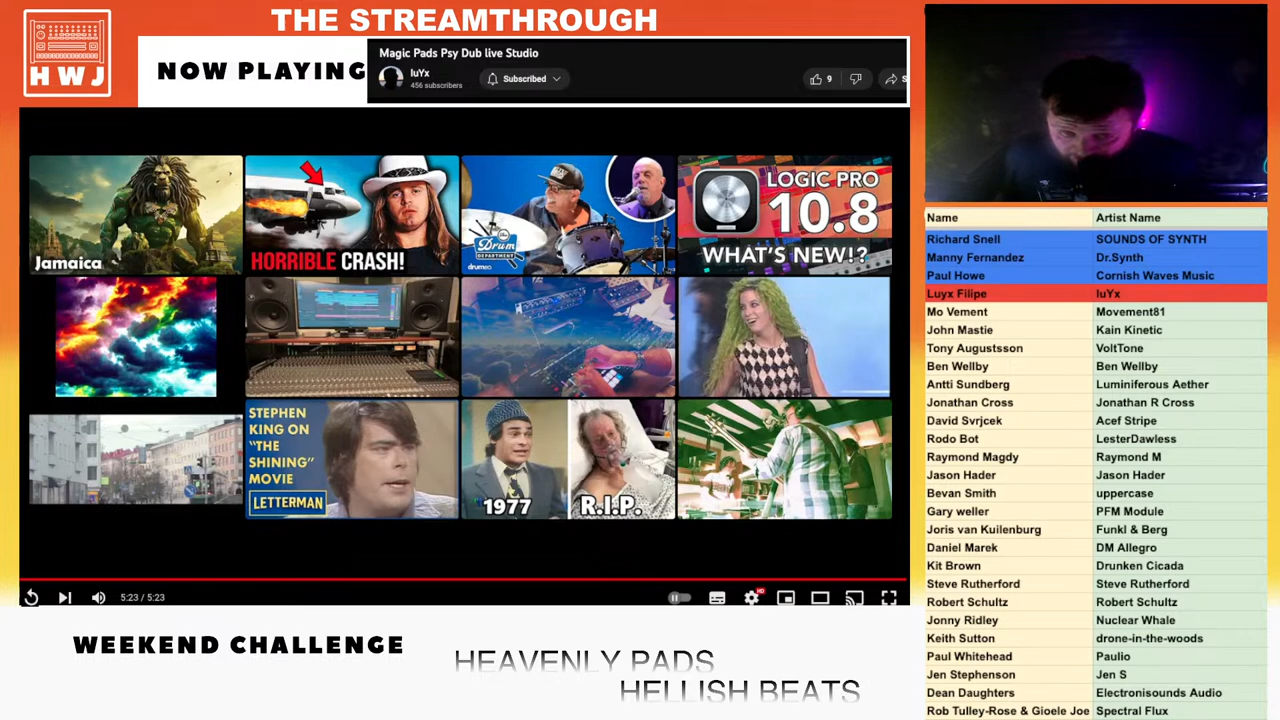 THE STREAMTHROUGH
HWJ
NOW PLAYING
Magic Pads Psy Dub live Studio
luYx
456 subscribers
Subscribed
9
S
Jamaica
HORRIBLE CRASH!
The Drum DEPARTMENT
drumeo
LOGIC PRO
10.8
WHAT'S NEW!?
STEPHEN
KING ON
"THE
SHINING"
MOVIE
LETTERMAN
1977
R.I.P.
5:23 / 5:23
HD
WEEKEND CHALLENGE
HEAVENLY PADS
HELLISH BEATS
Name Artist Name
Richard Snell SOUNDS OF SYNTH
Manny Fernandez Dr.Synth
Paul Howe Cornish Waves Music
Luyx Filipe luYx
Mo Vement Movement81
John Mastie Kain Kinetic
Tony Augustsson VoltTone
Ben Wellby Ben Wellby
Antti Sundberg Luminiferous Aether
Jonathan Cross Jonathan R Cross
David Svrjcek Acef Stripe
Rodo Bot LesterDawless
Raymond Magdy Raymond M
Jason Hader Jason Hader
Bevan Smith uppercase
Gary weller PFM Module
Joris van Kuilenburg Funkl & Berg
Daniel Marek DM Allegro
Kit Brown Drunken Cicada
Steve Rutherford Steve Rutherford
Robert Schultz Robert Schultz
Jonny Ridley Nuclear Whale
Keith Sutton drone-in-the-woods
Paul Whitehead Paulio
Jen Stephenson Jen S
Dean Daughters Electronisounds Audio
Rob Tulley-Rose & Gioele Joe Spectral Flux